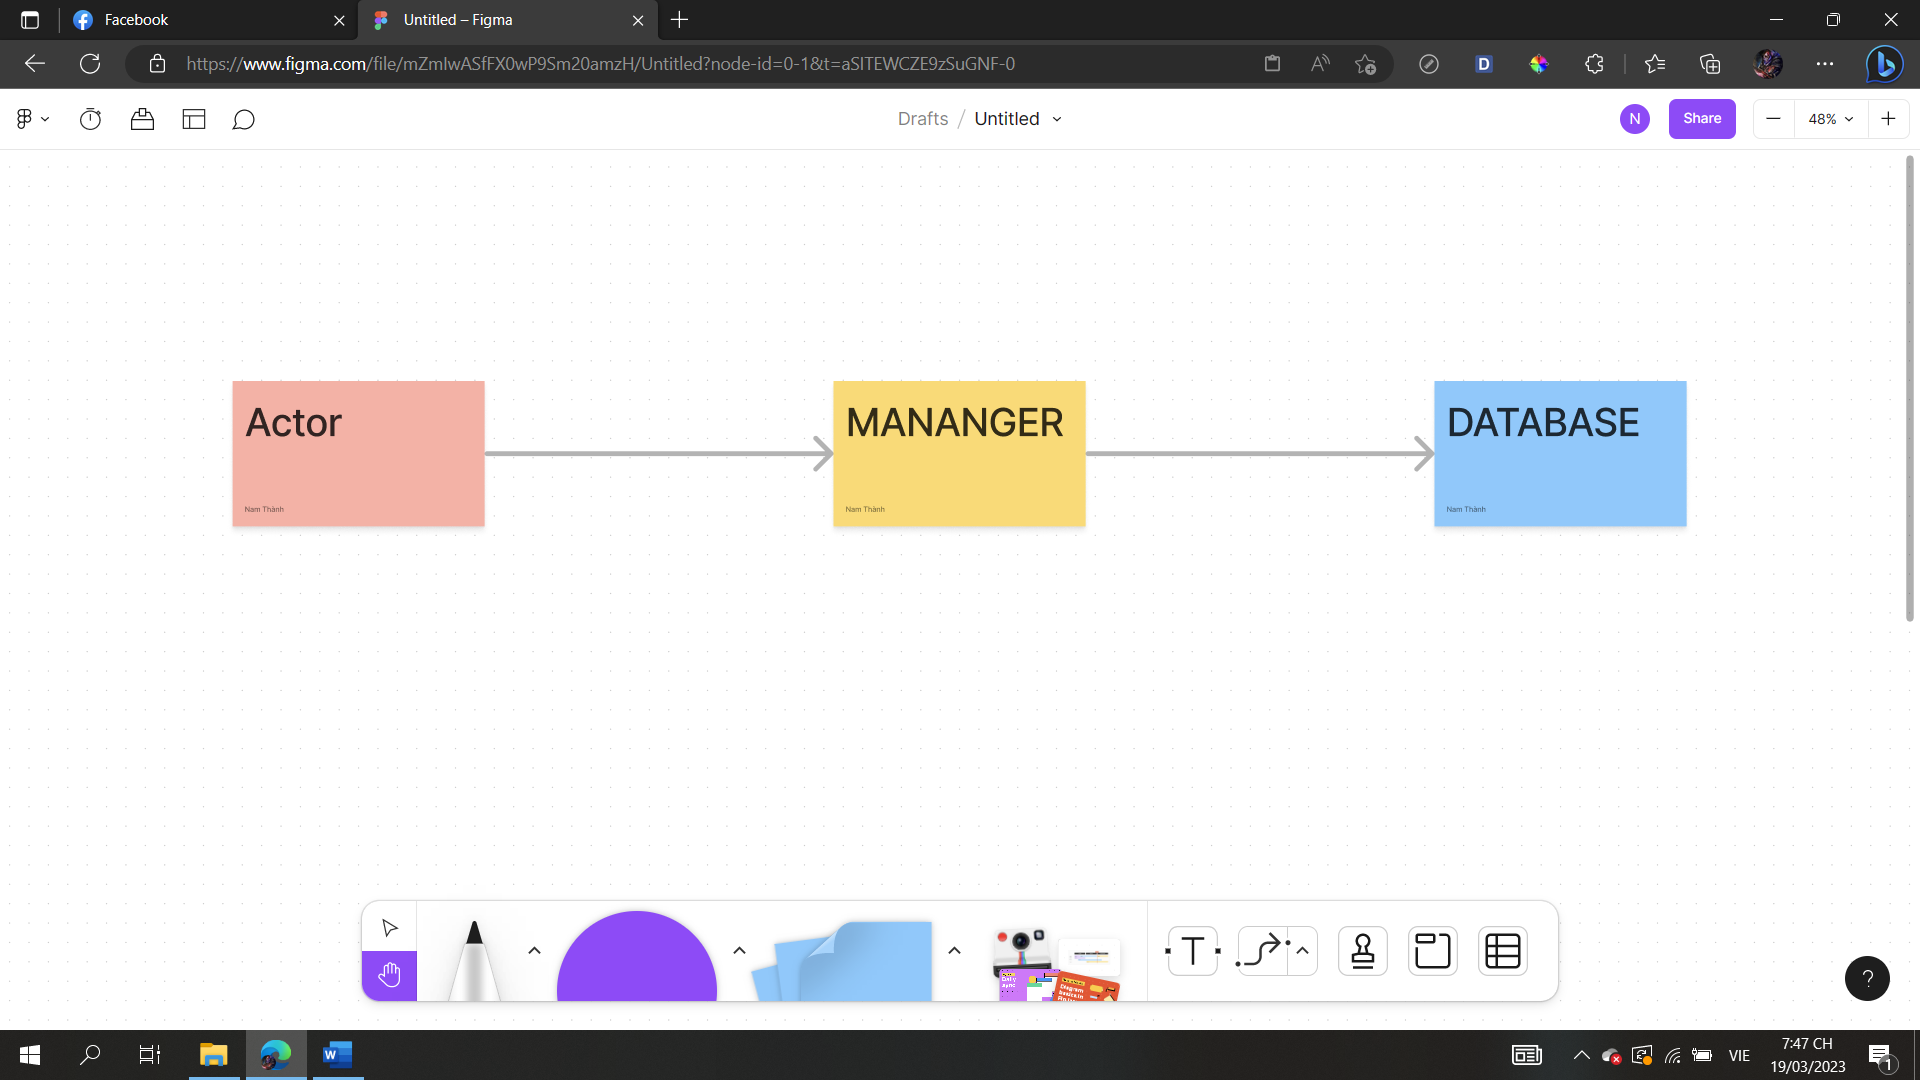 Facebook
Untitled – Figma
https://www.figma.com/file/mZmIwASfFX0wP9Sm20amzH/Untitled?node-id=0-1&t=aSITEWCZE9zSuGNF-0
D
Drafts / Untitled
N
Share
48%
Actor
Nam Thành
MANANGER
Nam Thành
DATABASE
Nam Thành
T
?
W
VIE
7:47 CH
19/03/2023
1